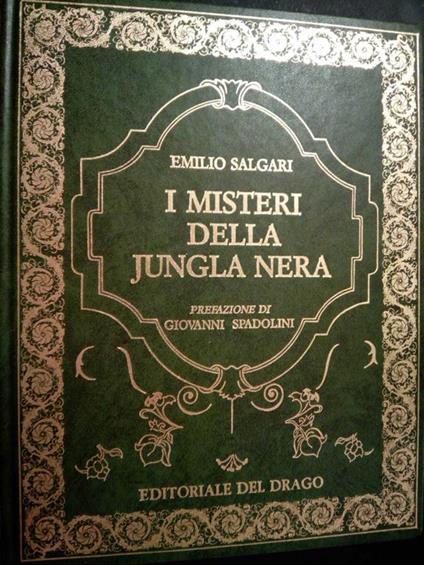 EMILIO SALGARI
I MISTERI
DELLA
JUNGLA NERA
PREFAZIONE DI
GIOVANNI SPADOLINI
EDITORIALE DEL DRAGO